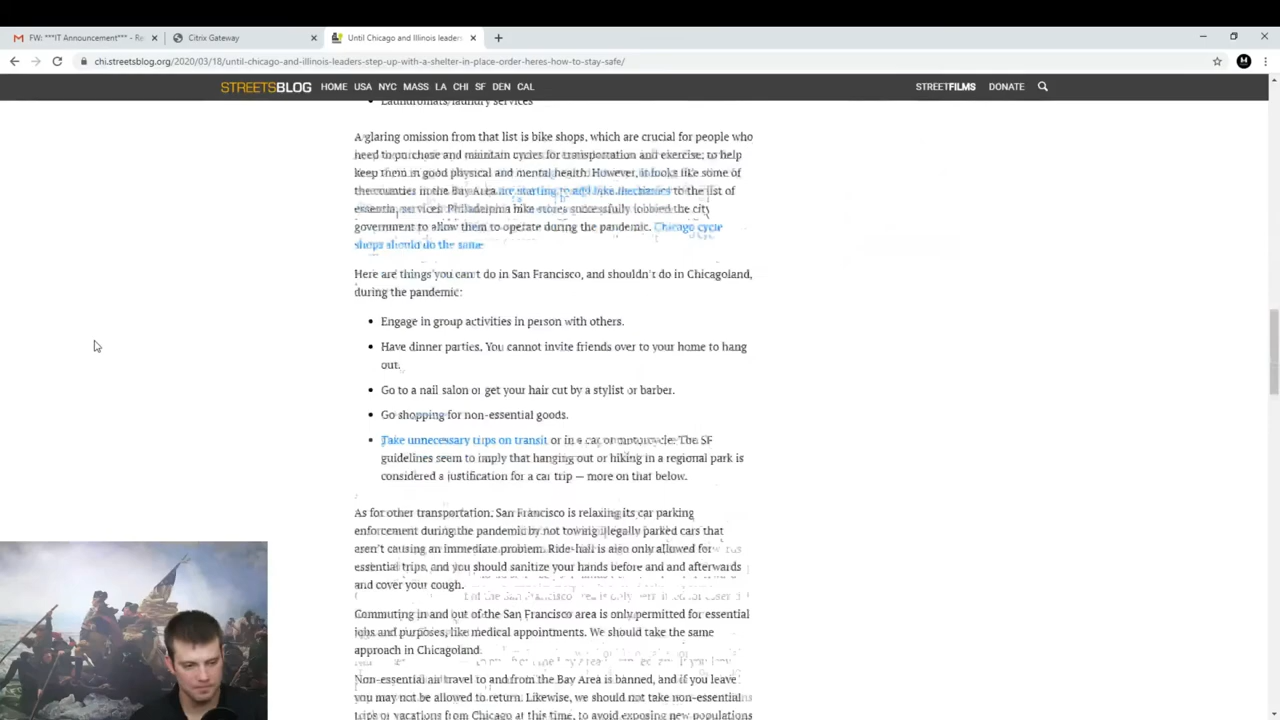 FW: ***IT Announcement*** - Re
Citrix Gateway
Until Chicago and Illinois leaders
chi.streetsblog.org/2020/03/18/until-chicago-and-illinois-leaders-step-up-with-a-shelter-in-place-order-heres-how-to-stay-safe/
STREETSBLOG HOME USA NYC MASS LA CHI SF DEN CAL STREETFILMS DONATE
Laundromats/laundry services
A glaring omission from that list is bike shops, which are crucial for people who
need to purchase and maintain cycles for transportation and exercise, to help
keep them in good physical and mental health. However, it looks like some of
the counties in the Bay Area are starting to add bike mechanics to the list of
essential services. Philadelphia bike stores successfully lobbied the city
government to allow them to operate during the pandemic. Chicago cycle
shops should do the same
Here are things you can't do in San Francisco, and shouldn't do in Chicagoland,
during the pandemic:
• Engage in group activities in person with others.
• Have dinner parties. You cannot invite friends over to your home to hang
out.
• Go to a nail salon or get your hair cut by a stylist or barber.
• Go shopping for non-essential goods.
• Take unnecessary trips on transit or in a car or motorcycle. The SF
guidelines seem to imply that hanging out or hiking in a regional park is
considered a justification for a car trip — more on that below.
As for other transportation, San Francisco is relaxing its car parking
enforcement during the pandemic by not towing illegally parked cars that
aren't causing an immediate problem. Ride-hail is also only allowed for
essential trips, and you should sanitize your hands before and and afterwards
and cover your cough.
Commuting in and out of the San Francisco area is only permitted for essential
jobs and purposes, like medical appointments. We should take the same
approach in Chicagoland.
Non-essential air travel to and from the Bay Area is banned, and if you leave
you may not be allowed to return. Likewise, we should not take non-essential
trips or vacations from Chicago at this time, to avoid exposing new populations